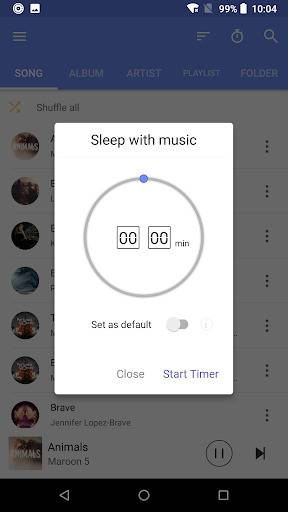 99% 10:04
SONG ALBUM ARTIST PLAYLIST FOLDER
Shuffle all
Sleep with music
00 00 min
Set as default
Close Start Timer
Brave
Jennifer Lopez-Brave
Animals
Maroon 5